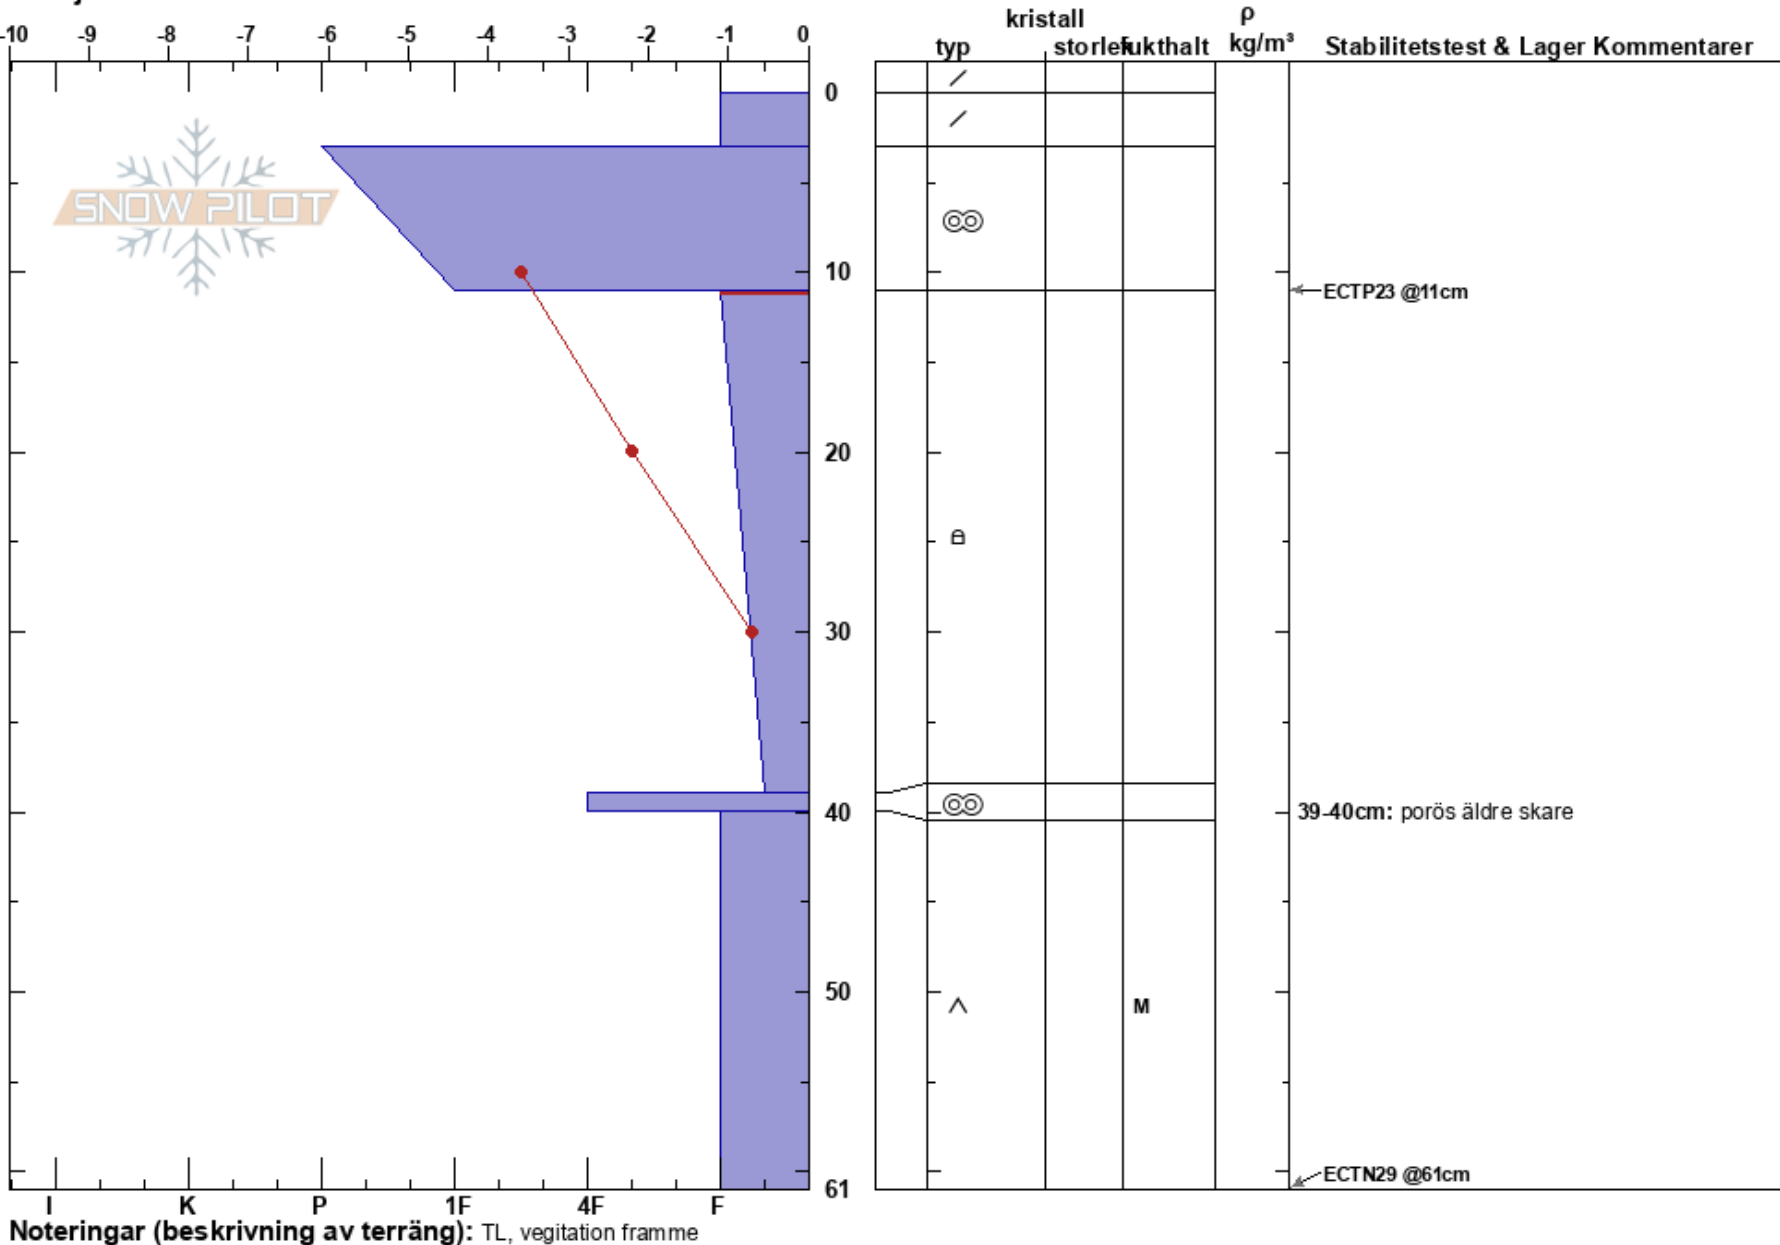 kristall ρ
-10 -9 -8 -7 -6 -5 -4 -3 -2 -1 0
typ storlek fukthalt kg/m³ Stabilitetstest & Lager Kommentarer
0
SNOW PILOT
10
ECTP23 @11cm
20
30
40
39-40cm: porös äldre skare
50
M
ECTN29 @61cm
61
I K P 1F 4F F
Noteringar (beskrivning av terräng): TL, vegitation framme